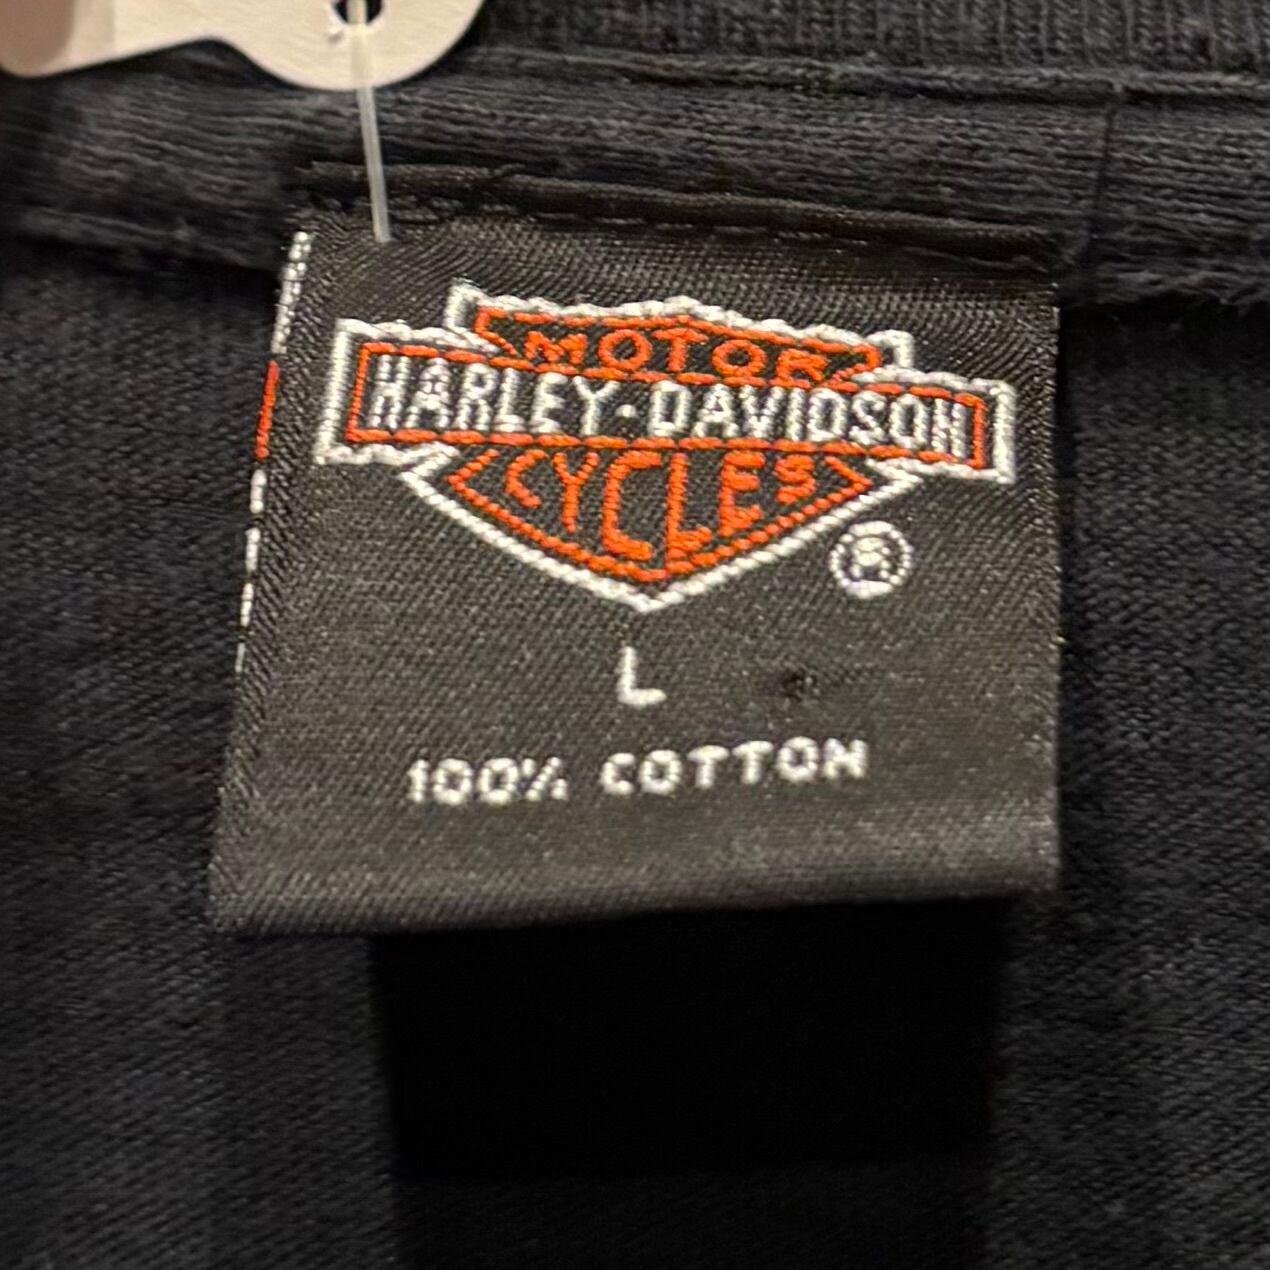 MOTOR
HARLEY-DAVIDSON
CYCLES
®
L
100% COTTON